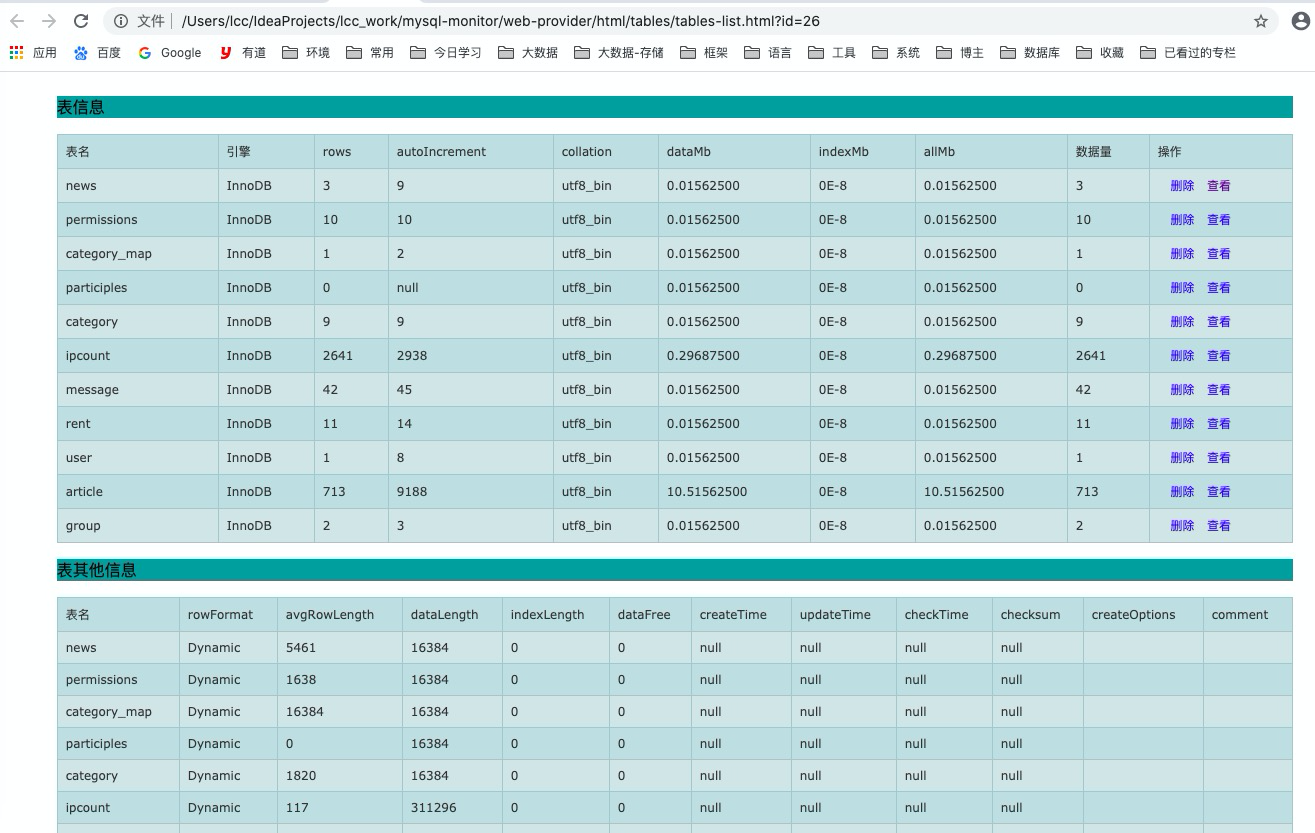 文件 /Users/lcc/IdeaProjects/lcc_work/mysql-monitor/web-provider/html/tables/tables-list.html?id=26
应用 百度 Google 有道 环境 常用 今日学习 大数据 大数据-存储 框架 语言 工具 系统 博主 数据库 收藏 已看过的专栏
表信息
表名 引擎 rows autoIncrement collation dataMb indexMb allMb 数据量 操作
news InnoDB 3 9 utf8_bin 0.01562500 0E-8 0.01562500 3 删除 查看
permissions InnoDB 10 10 utf8_bin 0.01562500 0E-8 0.01562500 10 删除 查看
category_map InnoDB 1 2 utf8_bin 0.01562500 0E-8 0.01562500 1 删除 查看
participles InnoDB 0 null utf8_bin 0.01562500 0E-8 0.01562500 0 删除 查看
category InnoDB 9 9 utf8_bin 0.01562500 0E-8 0.01562500 9 删除 查看
ipcount InnoDB 2641 2938 utf8_bin 0.29687500 0E-8 0.29687500 2641 删除 查看
message InnoDB 42 45 utf8_bin 0.01562500 0E-8 0.01562500 42 删除 查看
rent InnoDB 11 14 utf8_bin 0.01562500 0E-8 0.01562500 11 删除 查看
user InnoDB 1 8 utf8_bin 0.01562500 0E-8 0.01562500 1 删除 查看
article InnoDB 713 9188 utf8_bin 10.51562500 0E-8 10.51562500 713 删除 查看
group InnoDB 2 3 utf8_bin 0.01562500 0E-8 0.01562500 2 删除 查看
表其他信息
表名 rowFormat avgRowLength dataLength indexLength dataFree createTime updateTime checkTime checksum createOptions comment
news Dynamic 5461 16384 0 0 null null null null
permissions Dynamic 1638 16384 0 0 null null null null
category_map Dynamic 16384 16384 0 0 null null null null
participles Dynamic 0 16384 0 0 null null null null
category Dynamic 1820 16384 0 0 null null null null
ipcount Dynamic 117 311296 0 0 null null null null